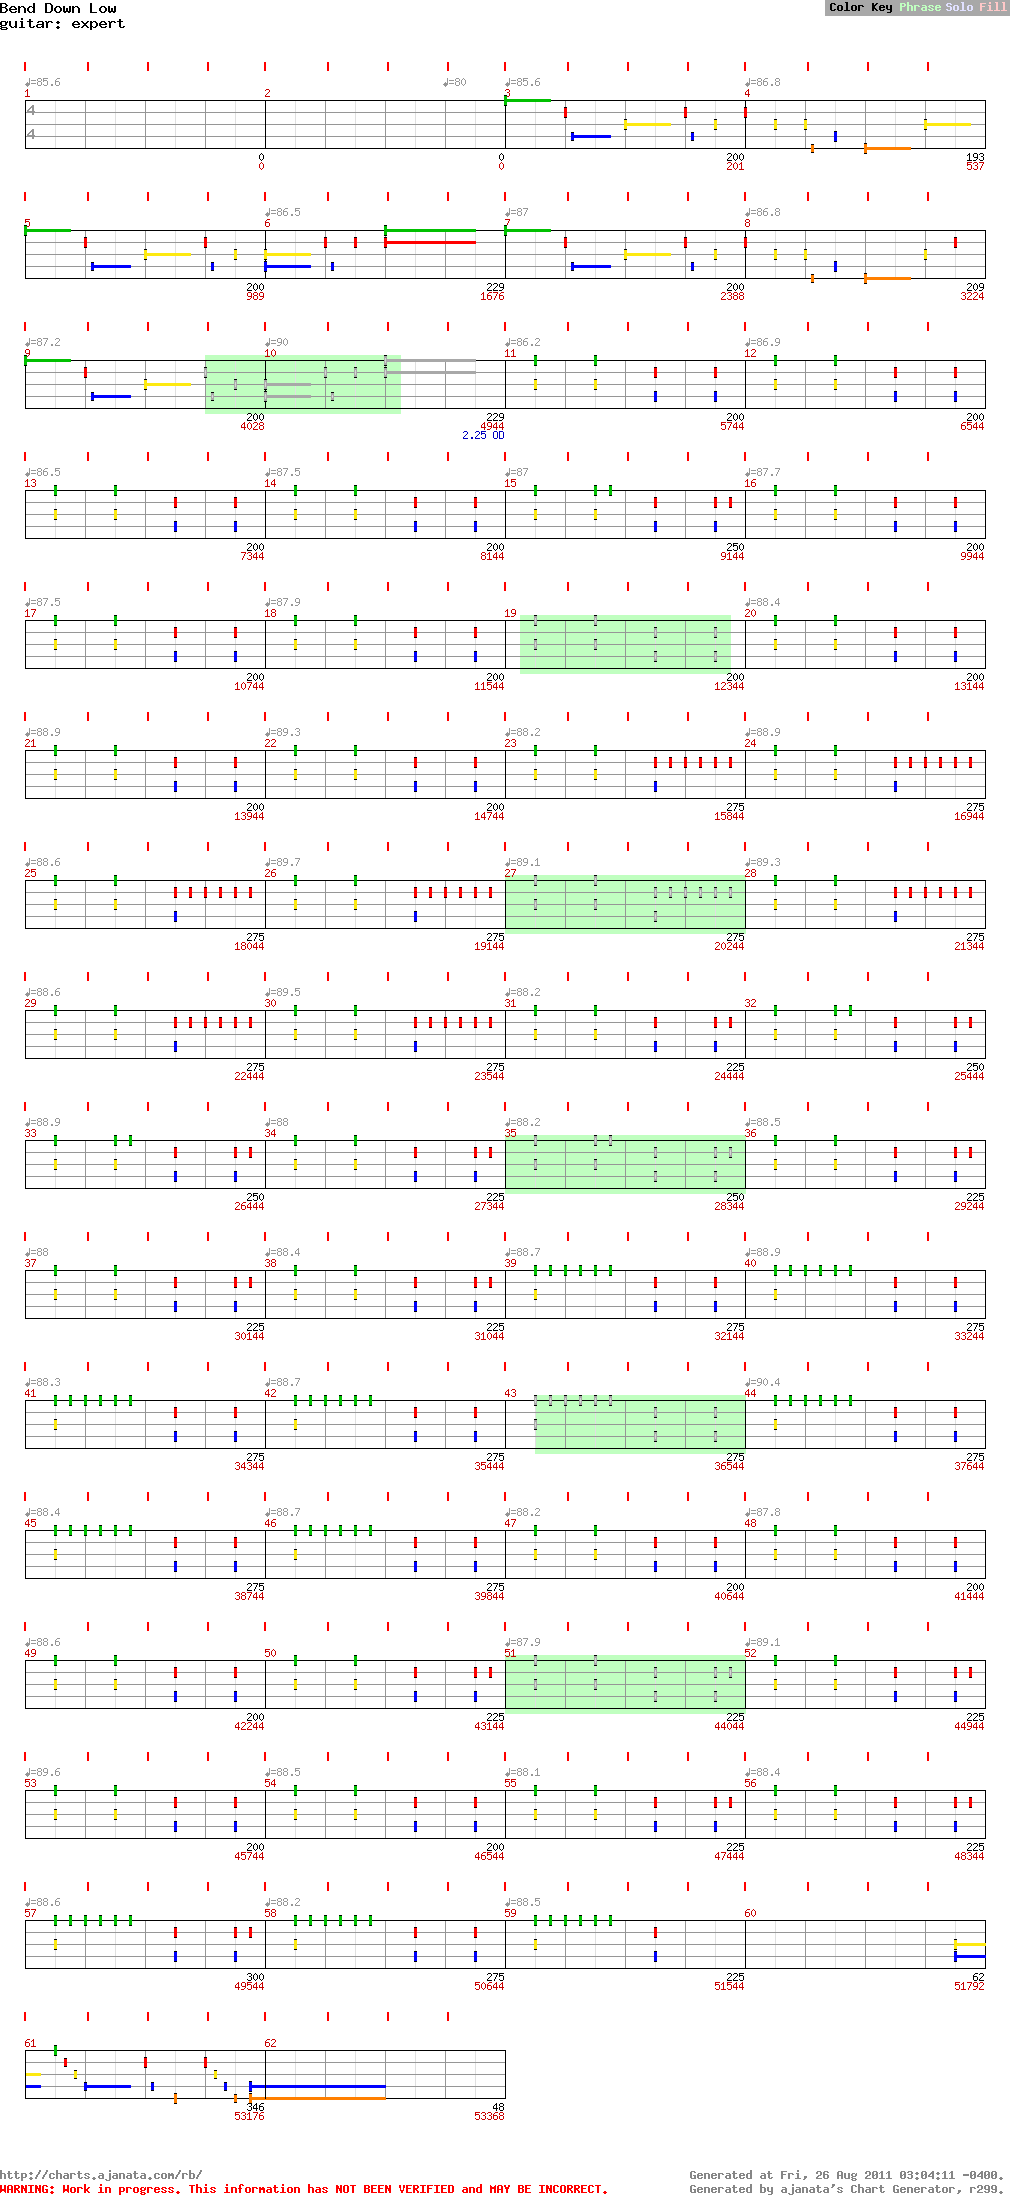 Bend Down Low
guitar: expert
Color Key Phrase Solo Fill
♩=85.6 ♩=80 ♩=85.6 ♩=86.8
1 2 3 4
4
4
0 0 200 193
0 0 201 537
♩=86.5 ♩=87 ♩=86.8
5 6 7 8
200 229 200 209
989 1676 2388 3224
♩=87.2 ♩=90 ♩=86.2 ♩=86.9
9 10 11 12
200 229 200 200
4028 4944 5744 6544
2.25 OD
♩=86.5 ♩=87.5 ♩=87 ♩=87.7
13 14 15 16
200 200 250 200
7344 8144 9144 9944
♩=87.5 ♩=87.9 ♩=88.4
17 18 19 20
200 200 200 200
10744 11544 12344 13144
♩=88.9 ♩=89.3 ♩=88.2 ♩=88.9
21 22 23 24
200 200 275 275
13944 14744 15844 16944
♩=88.6 ♩=89.7 ♩=89.1 ♩=89.3
25 26 27 28
275 275 275 275
18044 19144 20244 21344
♩=88.6 ♩=89.5 ♩=88.2
29 30 31 32
275 275 225 250
22444 23544 24444 25444
♩=88.9 ♩=88 ♩=88.2 ♩=88.5
33 34 35 36
250 225 250 225
26444 27344 28344 29244
♩=88 ♩=88.4 ♩=88.7 ♩=88.9
37 38 39 40
225 225 275 275
30144 31044 32144 33244
♩=88.3 ♩=88.7 ♩=90.4
41 42 43 44
275 275 275 275
34344 35444 36544 37644
♩=88.4 ♩=88.7 ♩=88.2 ♩=87.8
45 46 47 48
275 275 200 200
38744 39844 40644 41444
♩=88.6 ♩=87.9 ♩=89.1
49 50 51 52
200 225 225 225
42244 43144 44044 44944
♩=89.6 ♩=88.5 ♩=88.1 ♩=88.4
53 54 55 56
200 200 225 225
45744 46544 47444 48344
♩=88.6 ♩=88.2 ♩=88.5
57 58 59 60
300 275 225 62
49544 50644 51544 51792
61 62
346 48
53176 53368
http://charts.ajanata.com/rb/
Generated at Fri, 26 Aug 2011 03:04:11 -0400.
WARNING: Work in progress. This information has NOT BEEN VERIFIED and MAY BE INCORRECT.
Generated by ajanata's Chart Generator, r299.